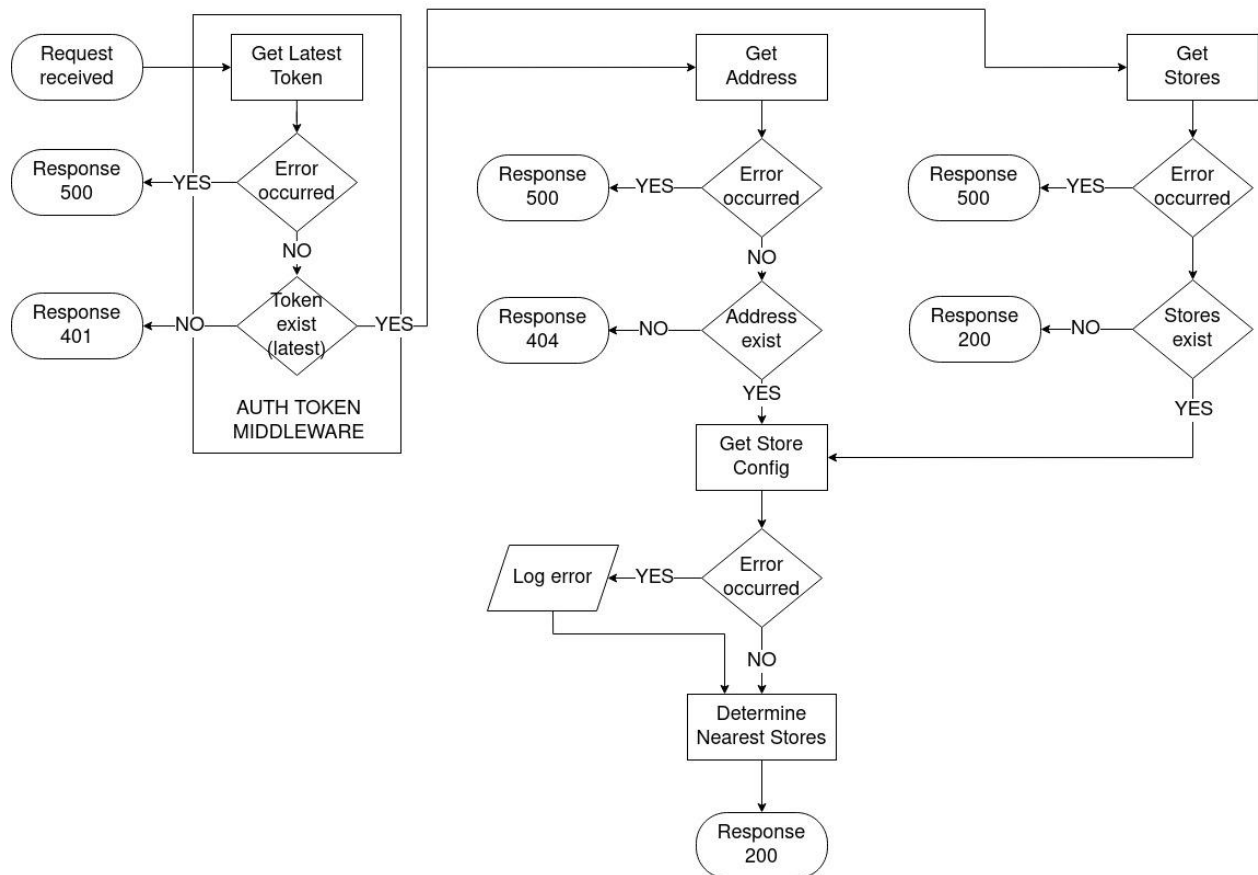 Request
received
Get Latest
Token
Get
Address
Get
Stores
Response
500
YES
Error
occurred
Response
500
YES
Error
occurred
Response
500
YES
Error
occurred
NO
NO
Response
401
NO
Token
exist
(latest)
YES
Response
404
NO
Address
exist
Response
200
NO
Stores
exist
AUTH TOKEN
MIDDLEWARE
YES
YES
Get Store
Config
Log error
YES
Error
occurred
NO
Determine
Nearest Stores
Response
200